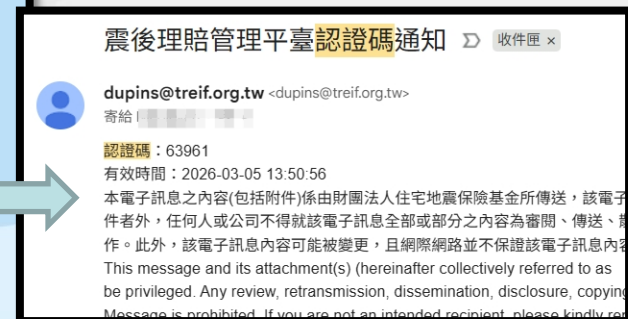 震後理賠管理平臺認證碼通知 收件匣 ×
dupins@treif.org.tw <dupins@treif.org.tw>
寄給
認證碼：63961
有效時間：2026-03-05 13:50:56
本電子訊息之內容(包括附件)係由財團法人住宅地震保險基金所傳送，該電子
件者外，任何人或公司不得就該電子訊息全部或部分之內容為審閱、傳送、
作。此外，該電子訊息內容可能被變更，且網際網路並不保證該電子訊息內容
This message and its attachment(s) (hereinafter collectively referred to as
be privileged. Any review, retransmission, dissemination, disclosure, copying
Message is prohibited. If you are not an intended recipient, please kindly